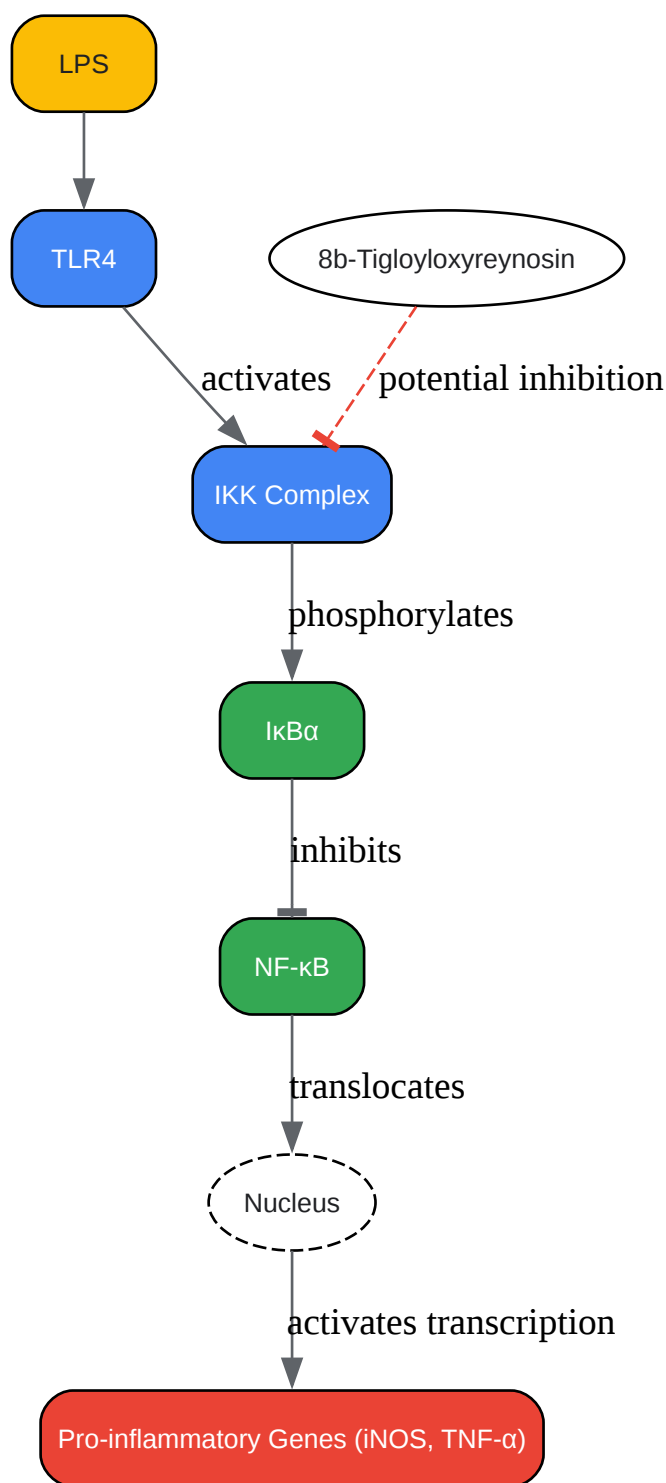 LPS
TLR4
8b-Tigloyloxyreynosin
activates
potential inhibition
IKK Complex
phosphorylates
IκBα
inhibits
NF-κB
translocates
Nucleus
activates transcription
Pro-inflammatory Genes (iNOS, TNF-α)